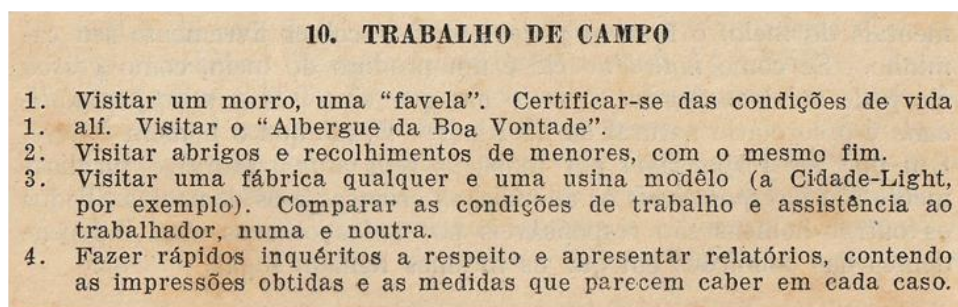 10. TRABALHO DE CAMPO
1. Visitar um morro, uma “favela”. Certificar-se das condições de vida
1. alí. Visitar o “Albergue da Boa Vontade”.
2. Visitar abrigos e recolhimentos de menores, com o mesmo fim.
3. Visitar uma fábrica qualquer e uma usina modêlo (a Cidade-Light,
por exemplo). Comparar as condições de trabalho e assistência ao
trabalhador, numa e noutra.
4. Fazer rápidos inquéritos a respeito e apresentar relatórios, contendo
as impressões obtidas e as medidas que parecem caber em cada caso.